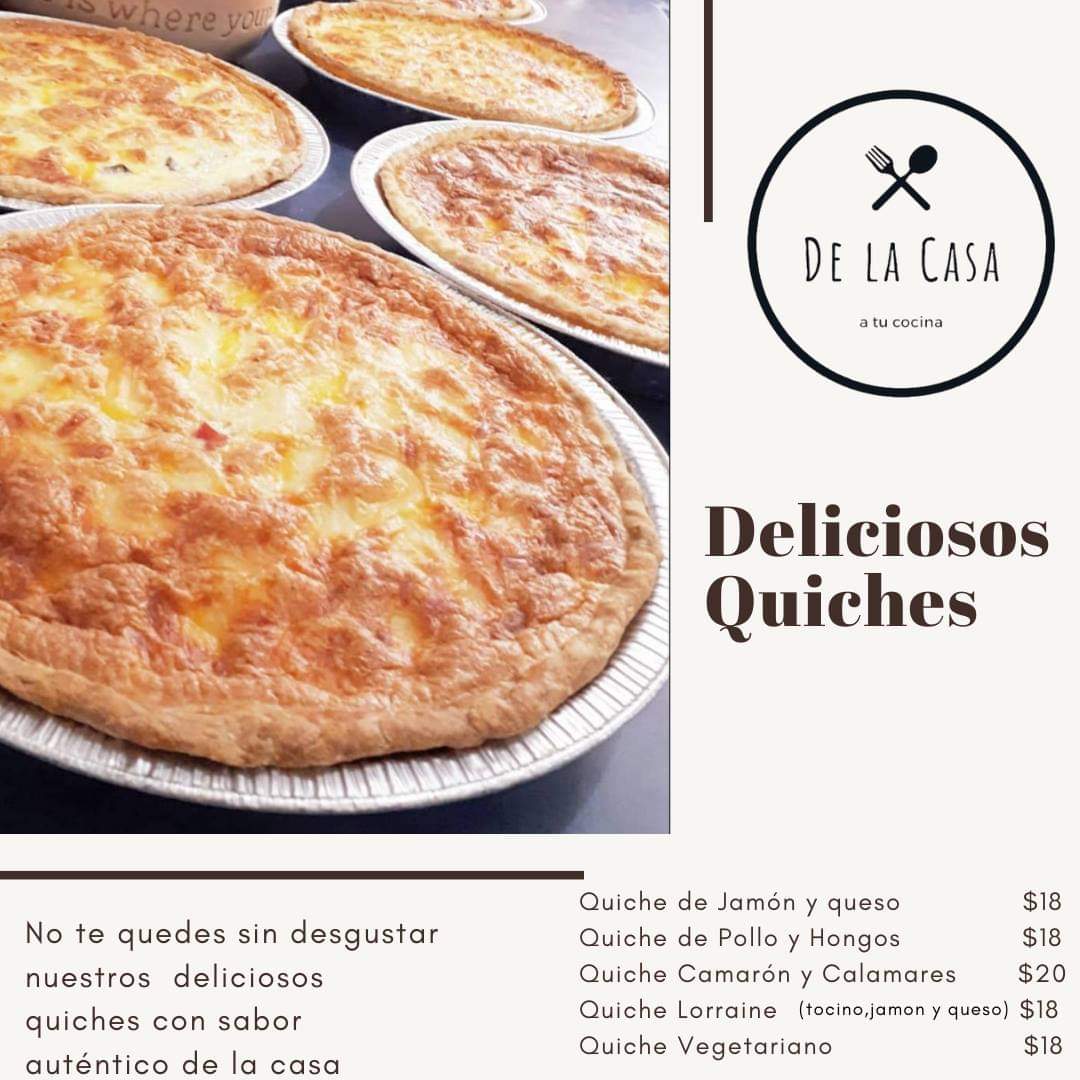 is where your
De la Casa
a tu cocina
Deliciosos
Quiches
No te quedes sin desgustar
nuestros deliciosos
quiches con sabor
auténtico de la casa
Quiche de Jamón y queso $18
Quiche de Pollo y Hongos $18
Quiche Camarón y Calamares $20
Quiche Lorraine (tocino,jamon y queso) $18
Quiche Vegetariano $18